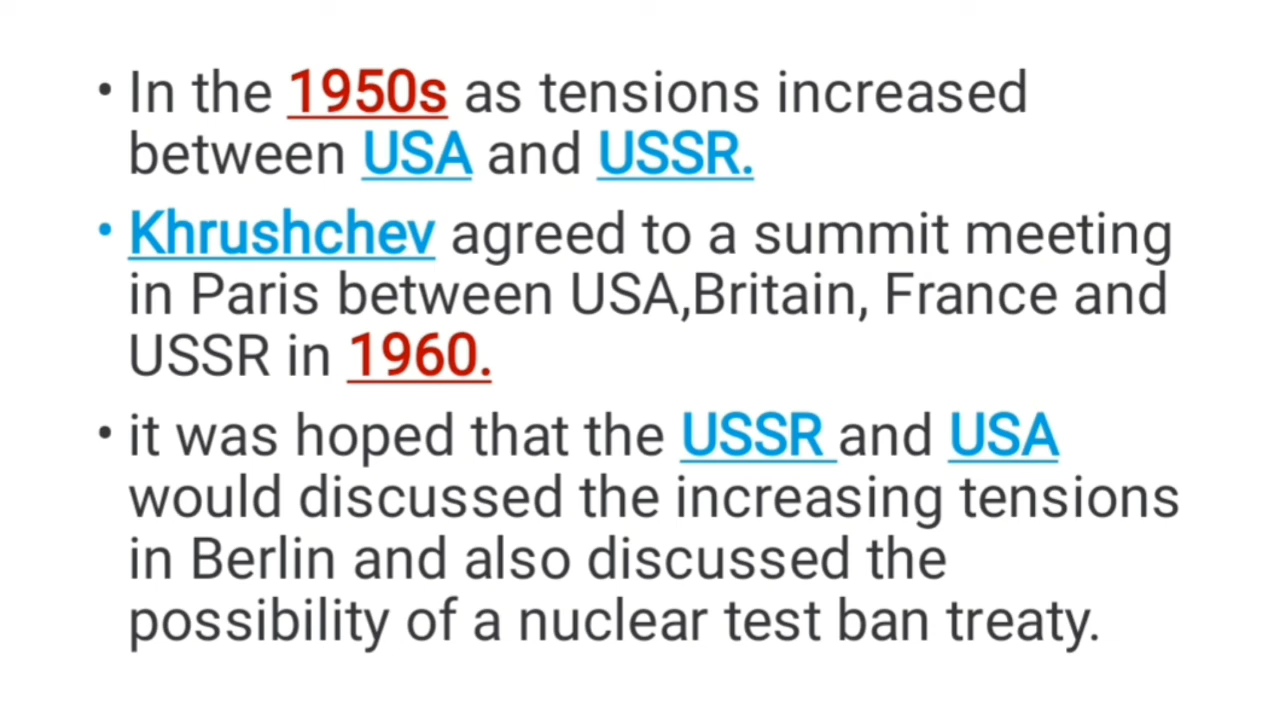 • In the 1950s as tensions increased
between USA and USSR.
• Khrushchev agreed to a summit meeting
in Paris between USA,Britain, France and
USSR in 1960.
• it was hoped that the USSR and USA
would discussed the increasing tensions
in Berlin and also discussed the
possibility of a nuclear test ban treaty.